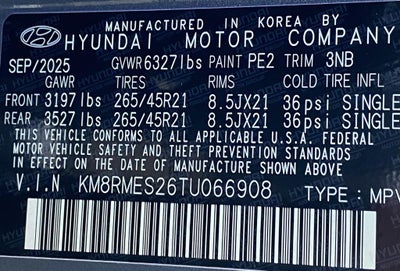 MANUFACTURED IN KOREA BY
HYUNDAI MOTOR COMPANY
SEP/2025 GVWR 6327lbs PAINT PE2 TRIM 3NB
GAWR TIRES RIMS COLD TIRE INFL
FRONT 3197 lbs 265/45R21 8.5JX21 36psi SINGLE
REAR 3527 lbs 265/45R21 8.5JX21 36psi SINGLE
THIS VEHICLE CONFORMS TO ALL APPLICABLE U.S.A. FEDERAL
MOTOR VEHICLE SAFETY AND THEFT PREVENTION STANDARDS
IN EFFECT ON THE DATE OF MANUFACTURE SHOWN ABOVE
V.I.N KM8RMES26TU066908 TYPE : MPV